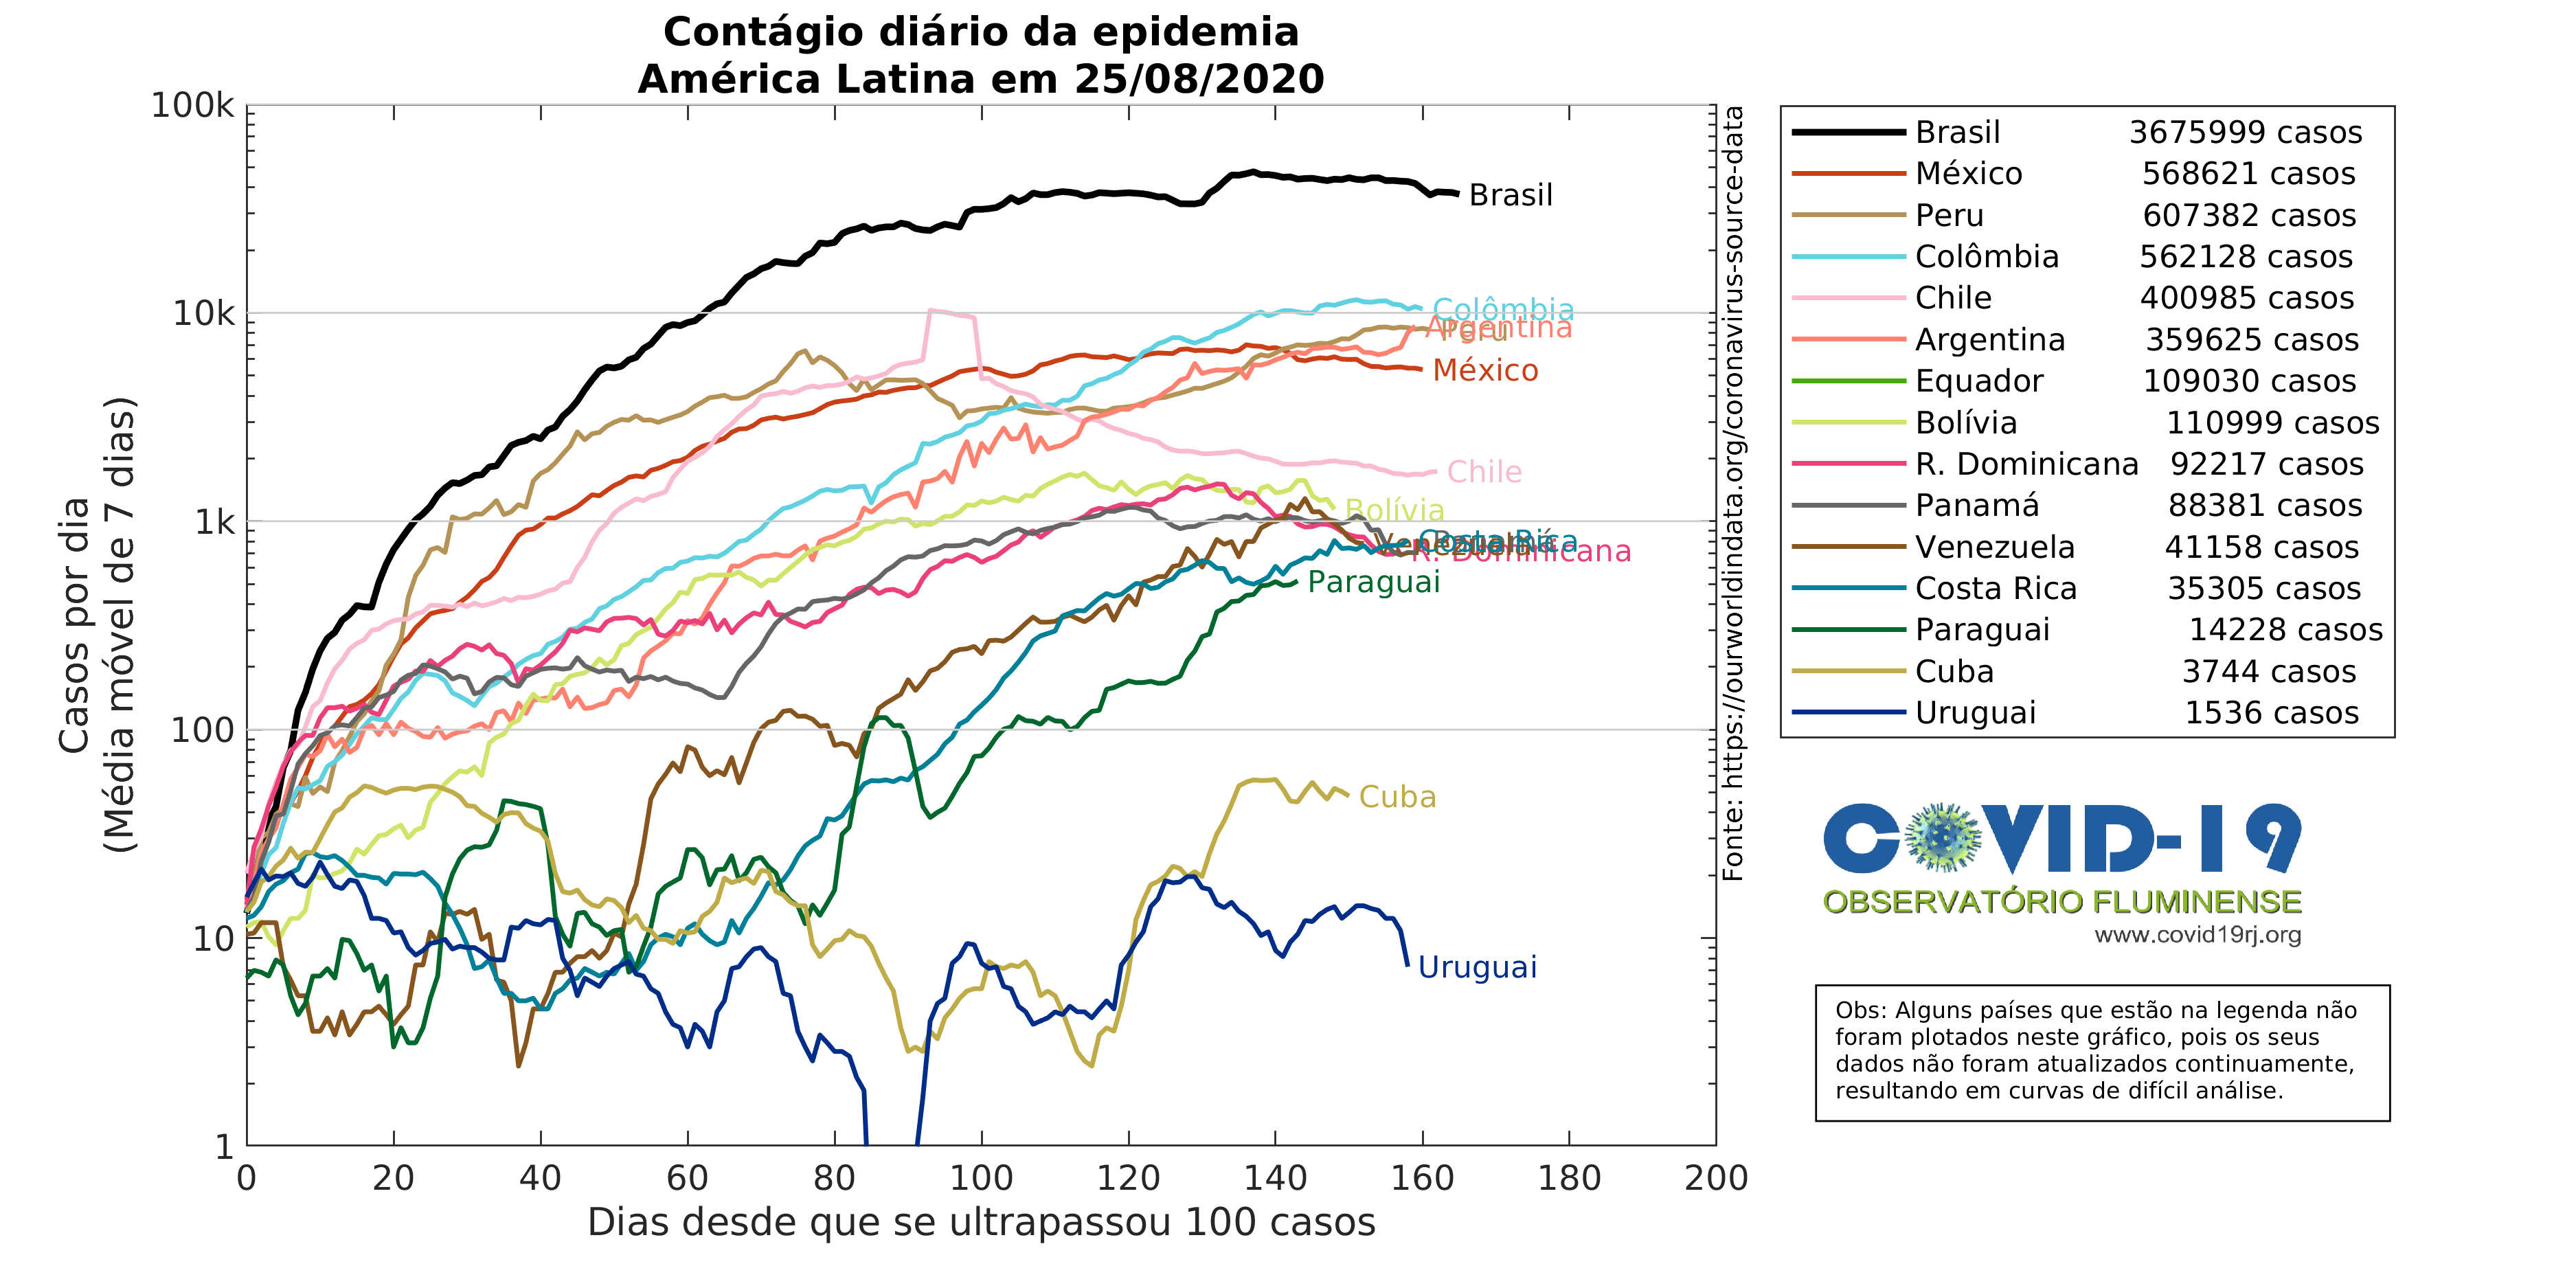 Contágio diário da epidemia
América Latina em 25/08/2020
100k
10k
1k
100
10
1
Casos por dia
(Média móvel de 7 dias)
0 20 40 60 80 100 120 140 160 180 200
Dias desde que se ultrapassou 100 casos
Brasil
Colômbia
Argentina
Peru
México
Chile
Bolívia
Venezuela
Panamá
Costa Rica
R. Dominicana
Paraguai
Cuba
Uruguai
Fonte: https://ourworldindata.org/coronavirus-source-data
Brasil 3675999 casos
México 568621 casos
Peru 607382 casos
Colômbia 562128 casos
Chile 400985 casos
Argentina 359625 casos
Equador 109030 casos
Bolívia 110999 casos
R. Dominicana 92217 casos
Panamá 88381 casos
Venezuela 41158 casos
Costa Rica 35305 casos
Paraguai 14228 casos
Cuba 3744 casos
Uruguai 1536 casos
COVID-19
OBSERVATÓRIO FLUMINENSE
www.covid19rj.org
Obs: Alguns países que estão na legenda não
foram plotados neste gráfico, pois os seus
dados não foram atualizados continuamente,
resultando em curvas de difícil análise.